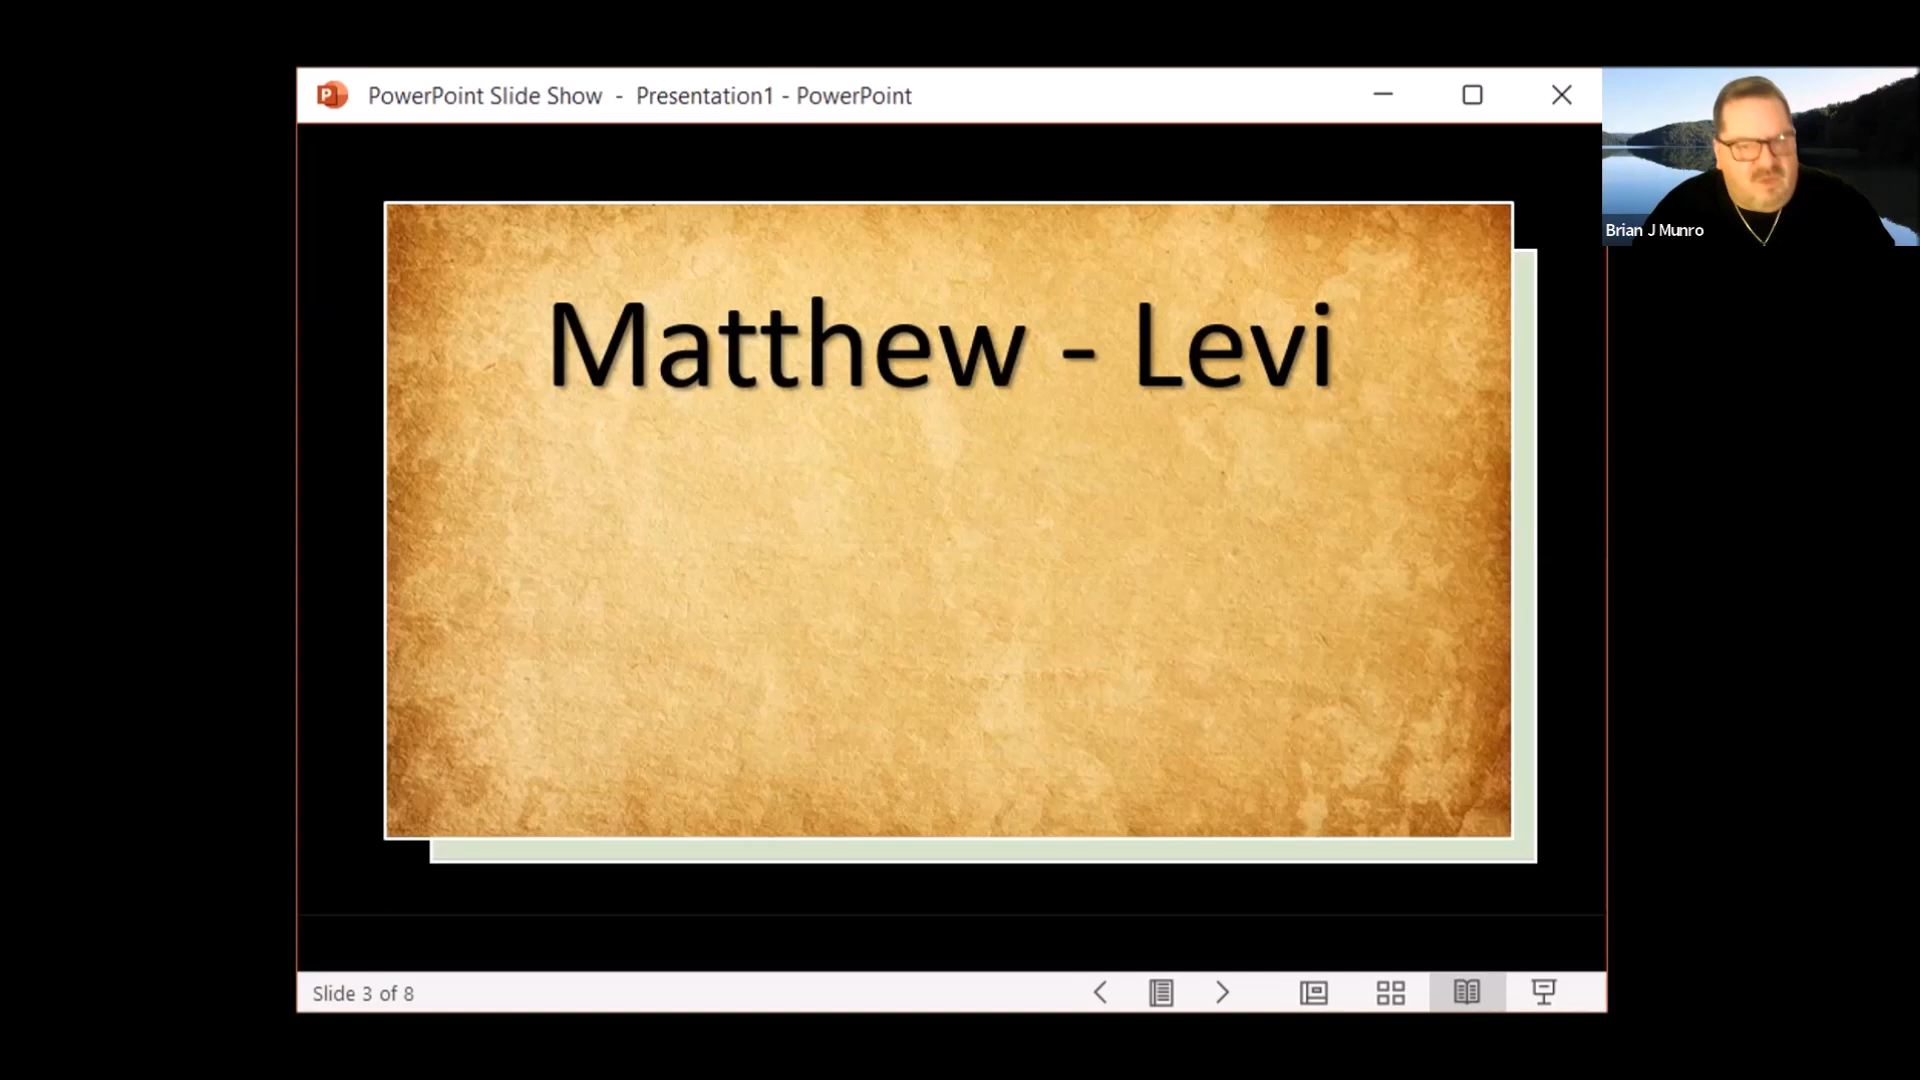 PowerPoint Slide Show - Presentation1 - PowerPoint
Brian J Munro
Matthew - Levi
Slide 3 of 8